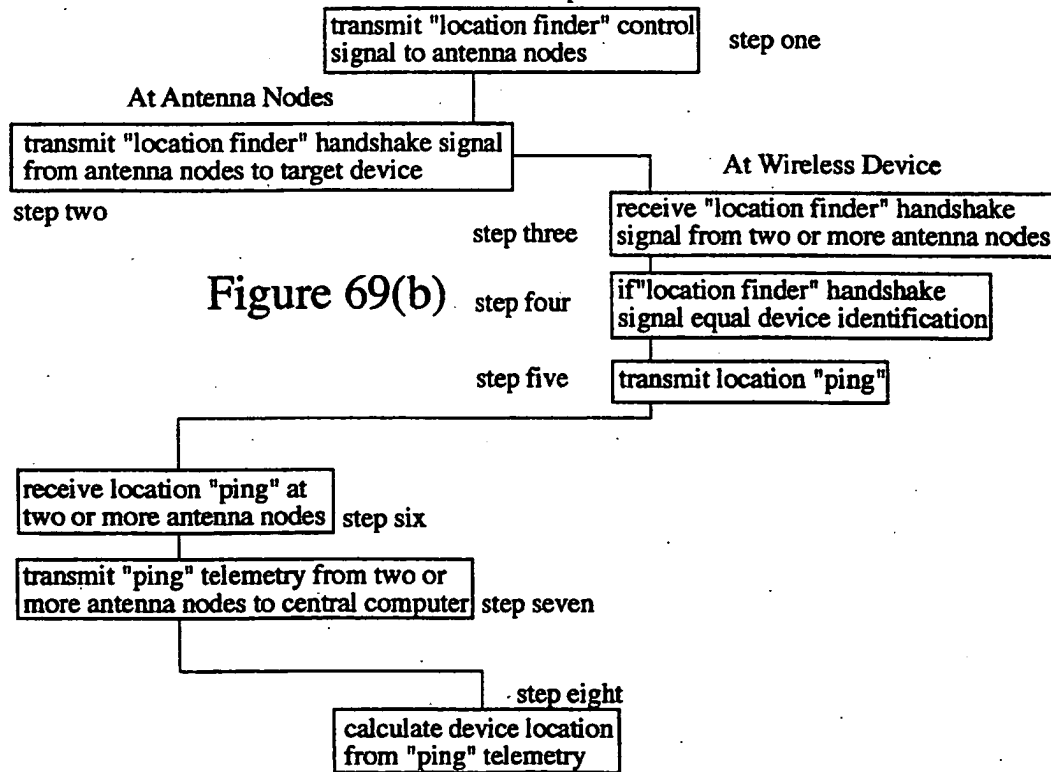 transmit "location finder" control
signal to antenna nodes
step one
At Antenna Nodes
transmit "location finder" handshake signal
from antenna nodes to target device
step two
At Wireless Device
receive "location finder" handshake
signal from two or more antenna nodes
step three
Figure 69(b)
step four
if"location finder" handshake
signal equal device identification
step five
transmit location "ping"
receive location "ping" at
two or more antenna nodes
step six
transmit "ping" telemetry from two or
more antenna nodes to central computer
step seven
step eight
calculate device location
from "ping" telemetry